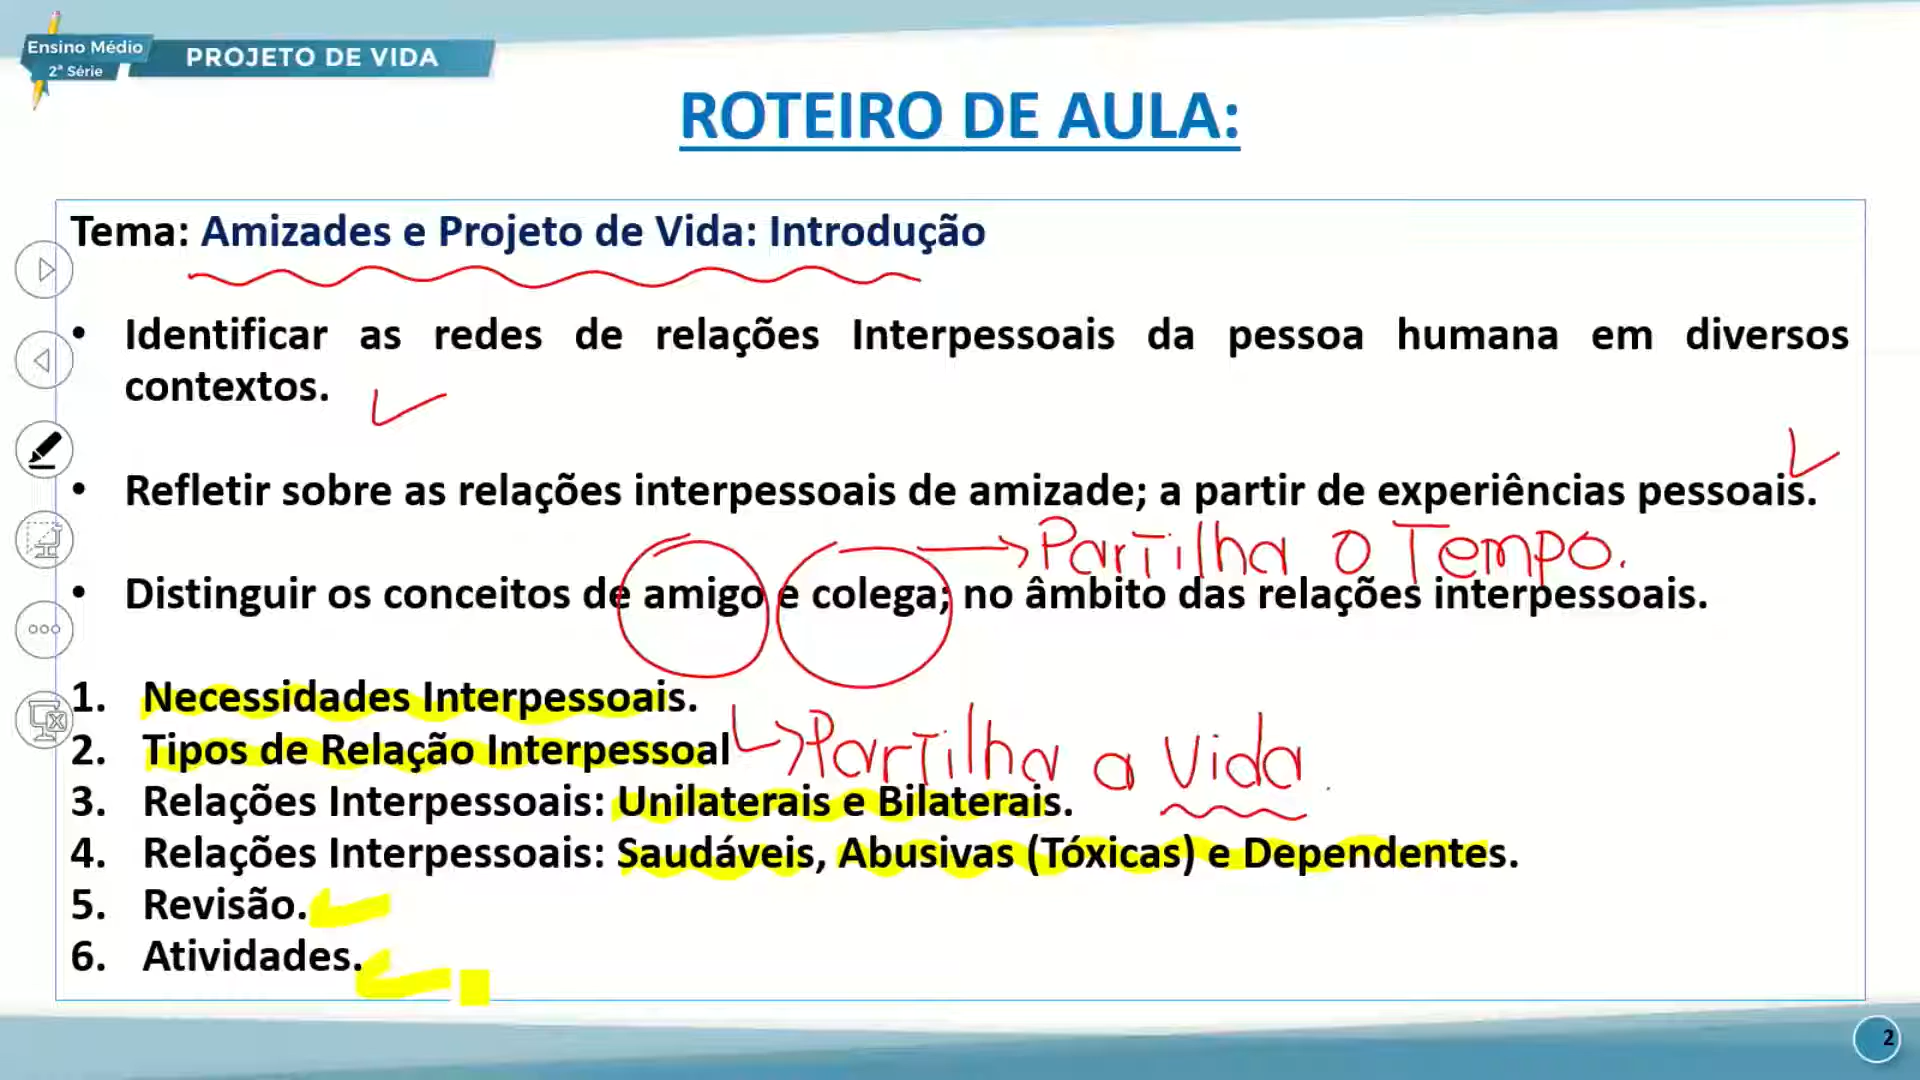 Ensino Médio
2ª Série
PROJETO DE VIDA
ROTEIRO DE AULA:
Tema: Amizades e Projeto de Vida: Introdução
• Identificar as redes de relações Interpessoais da pessoa humana em diversos
contextos.
• Refletir sobre as relações interpessoais de amizade; a partir de experiências pessoais.
Partilha o Tempo.
• Distinguir os conceitos de amigo e colega; no âmbito das relações interpessoais.
1. Necessidades Interpessoais.
2. Tipos de Relação Interpessoal
Partilha a Vida
3. Relações Interpessoais: Unilaterais e Bilaterais.
4. Relações Interpessoais: Saudáveis, Abusivas (Tóxicas) e Dependentes.
5. Revisão.
6. Atividades.
2